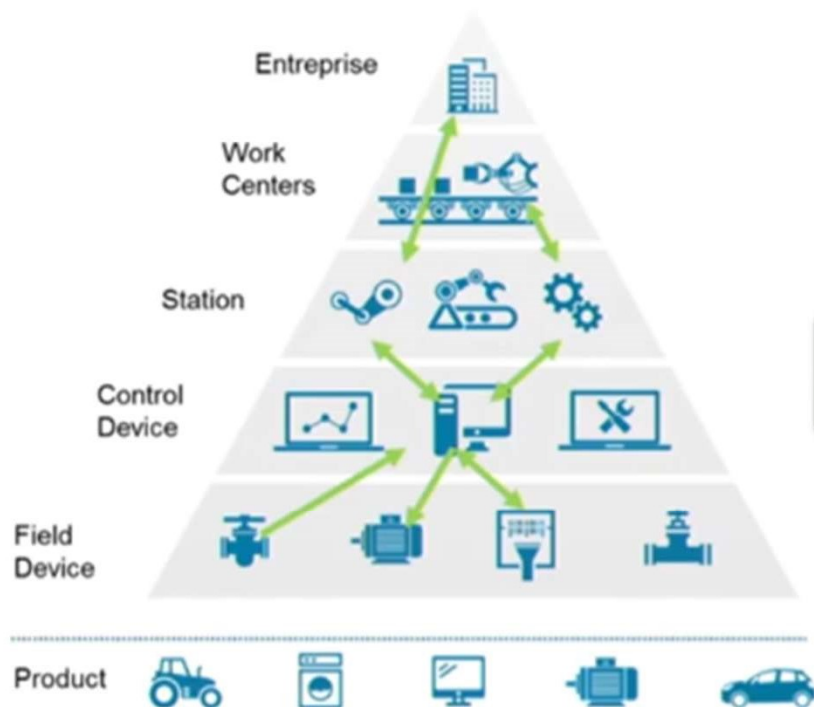 Entreprise
Work
Centers
Station
Control
Device
Field
Device
Product